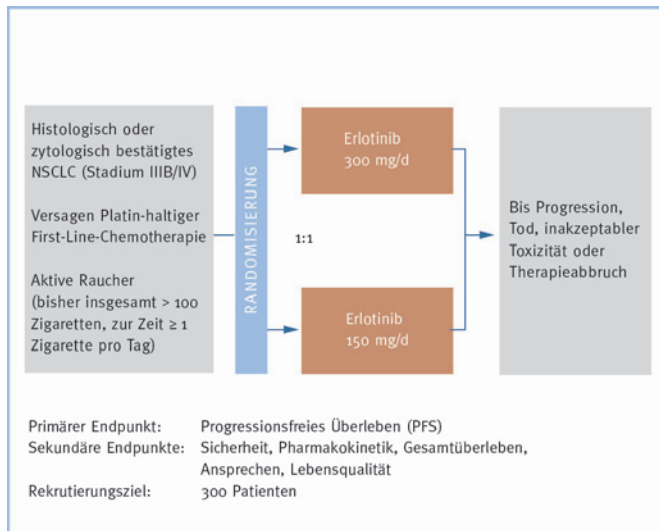 Histologisch oder
zytologisch bestätigtes
NSCLC (Stadium IIIB/IV)
Versagen Platin-haltiger
First-Line-Chemotherapie
Aktive Raucher
(bisher insgesamt > 100
Zigaretten, zur Zeit ≥ 1
Zigarette pro Tag)
RANDOMISIERUNG
1:1
Erlotinib
300 mg/d
Erlotinib
150 mg/d
Bis Progression,
Tod, inakzeptabler
Toxizität oder
Therapieabbruch
Primärer Endpunkt: Progressionsfreies Überleben (PFS)
Sekundäre Endpunkte: Sicherheit, Pharmakokinetik, Gesamtüberleben,
Ansprechen, Lebensqualität
Rekrutierungsziel: 300 Patienten